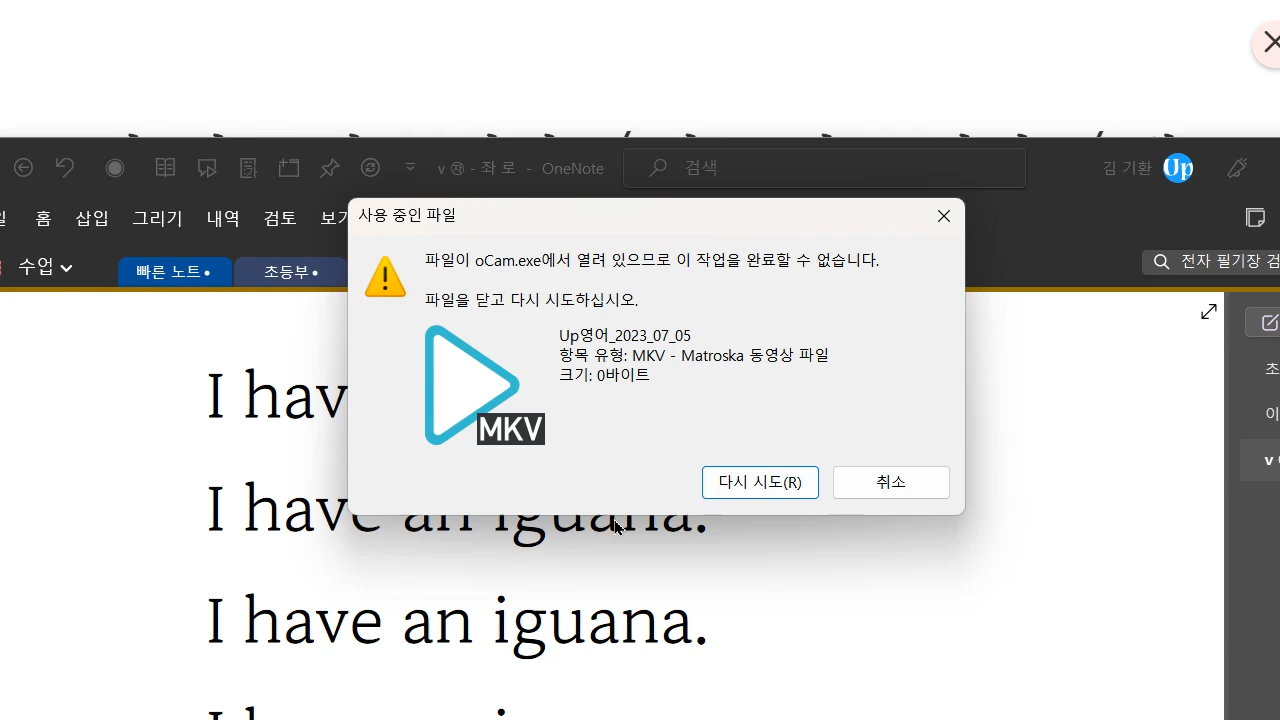 v ㉘ - 좌 로 - OneNote
검색
김 기환
Up
홈 삽입 그리기 내역 검토 보기
수업
빠른 노트•
초등부•
전자 필기장 검
사용 중인 파일
파일이 oCam.exe에서 열려 있으므로 이 작업을 완료할 수 없습니다.
파일을 닫고 다시 시도하십시오.
Up영어_2023_07_05
항목 유형: MKV - Matroska 동영상 파일
크기: 0바이트
MKV
다시 시도(R)
취소
초
이
v
I hav
I have an iguana.
I have an iguana.